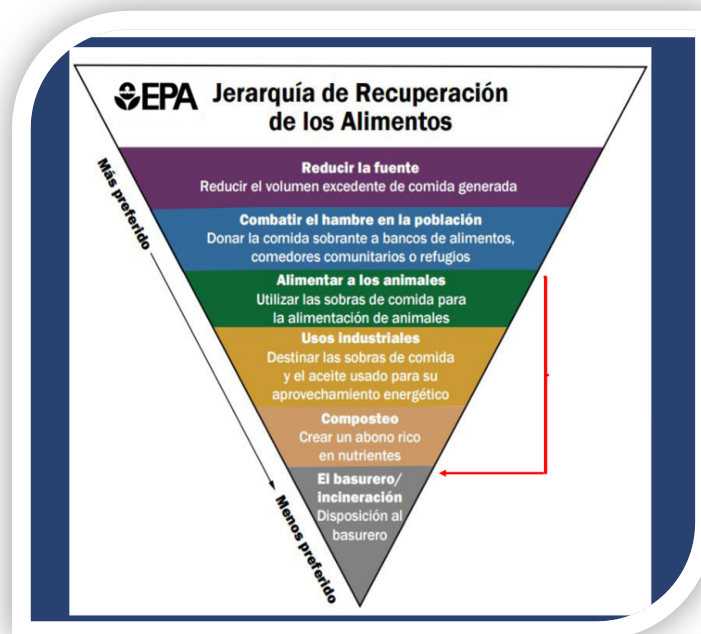 EPA Jerarquía de Recuperación
de los Alimentos
Más preferido
Reducir la fuente
Reducir el volumen excedente de comida generada
Combatir el hambre en la población
Donar la comida sobrante a bancos de alimentos,
comedores comunitarios o refugios
Alimentar a los animales
Utilizar las sobras de comida para
la alimentación de animales
Usos industriales
Destinar las sobras de comida
y el aceite usado para su
aprovechamiento energético
Composteo
Crear un abono rico
en nutrientes
El basurero/
incineración
Disposición al
basurero
Menos preferido